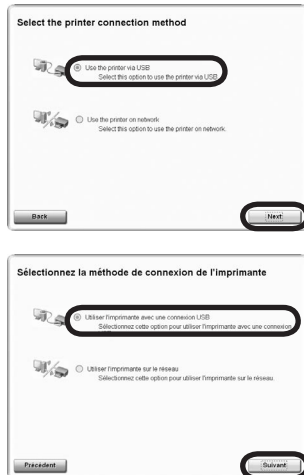 Select the printer connection method
Use the printer via USB
Select this option to use the printer via USB
Use the printer on network
Select this option to use the printer on network.
Back
Next
Sélectionnez la méthode de connexion de l'imprimante
Utiliser l'imprimante avec une connexion USB
Sélectionnez cette option pour utiliser l'imprimante avec une connexion
Utiliser l'imprimante sur le réseau
Sélectionnez cette option pour utiliser l'imprimante sur le réseau.
Précédent
Suivant